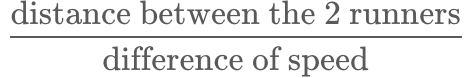 distance between the 2 runners
difference of speed